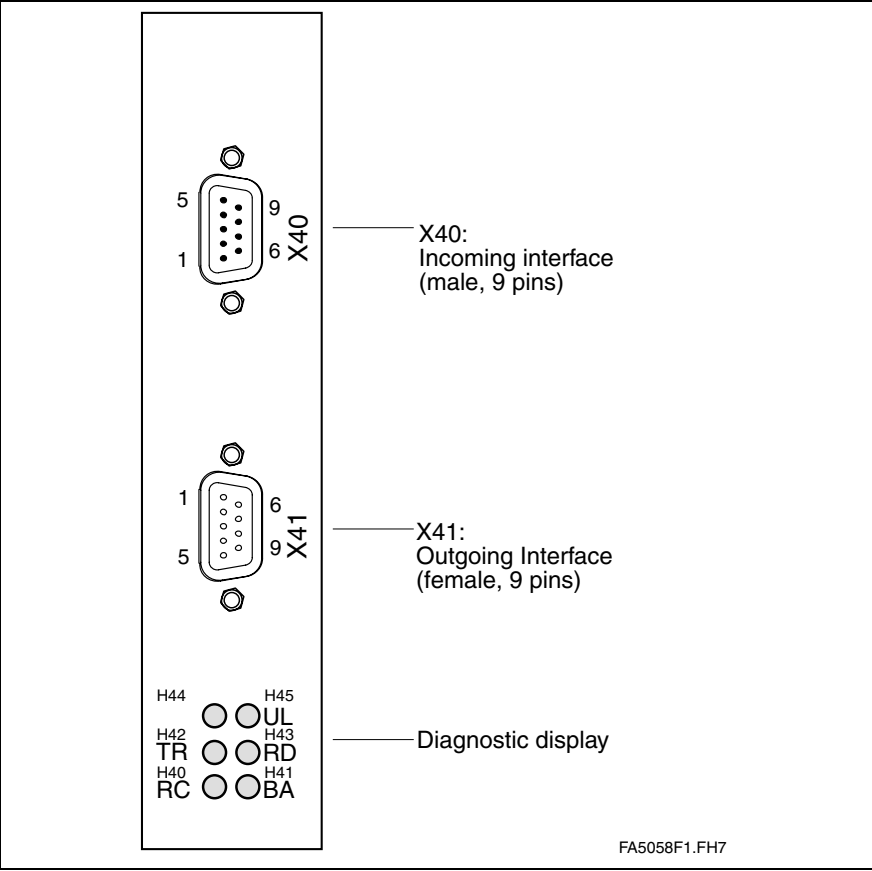 5
9
X40
1
6
X40:
Incoming interface
(male, 9 pins)
1
6
X41
5
9
X41:
Outgoing Interface
(female, 9 pins)
H44
H45
UL
H42
TR
H43
RD
H40
RC
H41
BA
Diagnostic display
FA5058F1.FH7